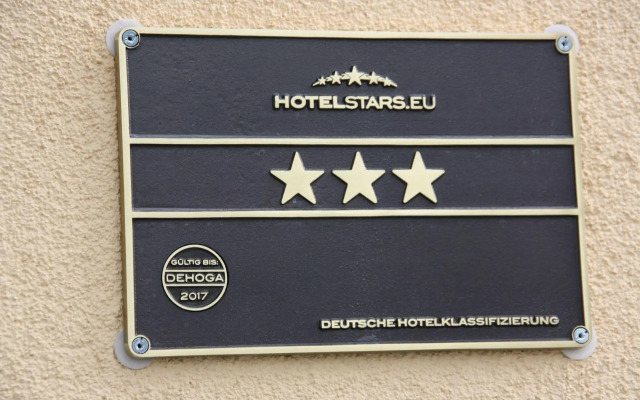 HOTELSTARS.EU
GÜLTIG BIS:
DEHOGA
2017
DEUTSCHE HOTELKLASSIFIZIERUNG